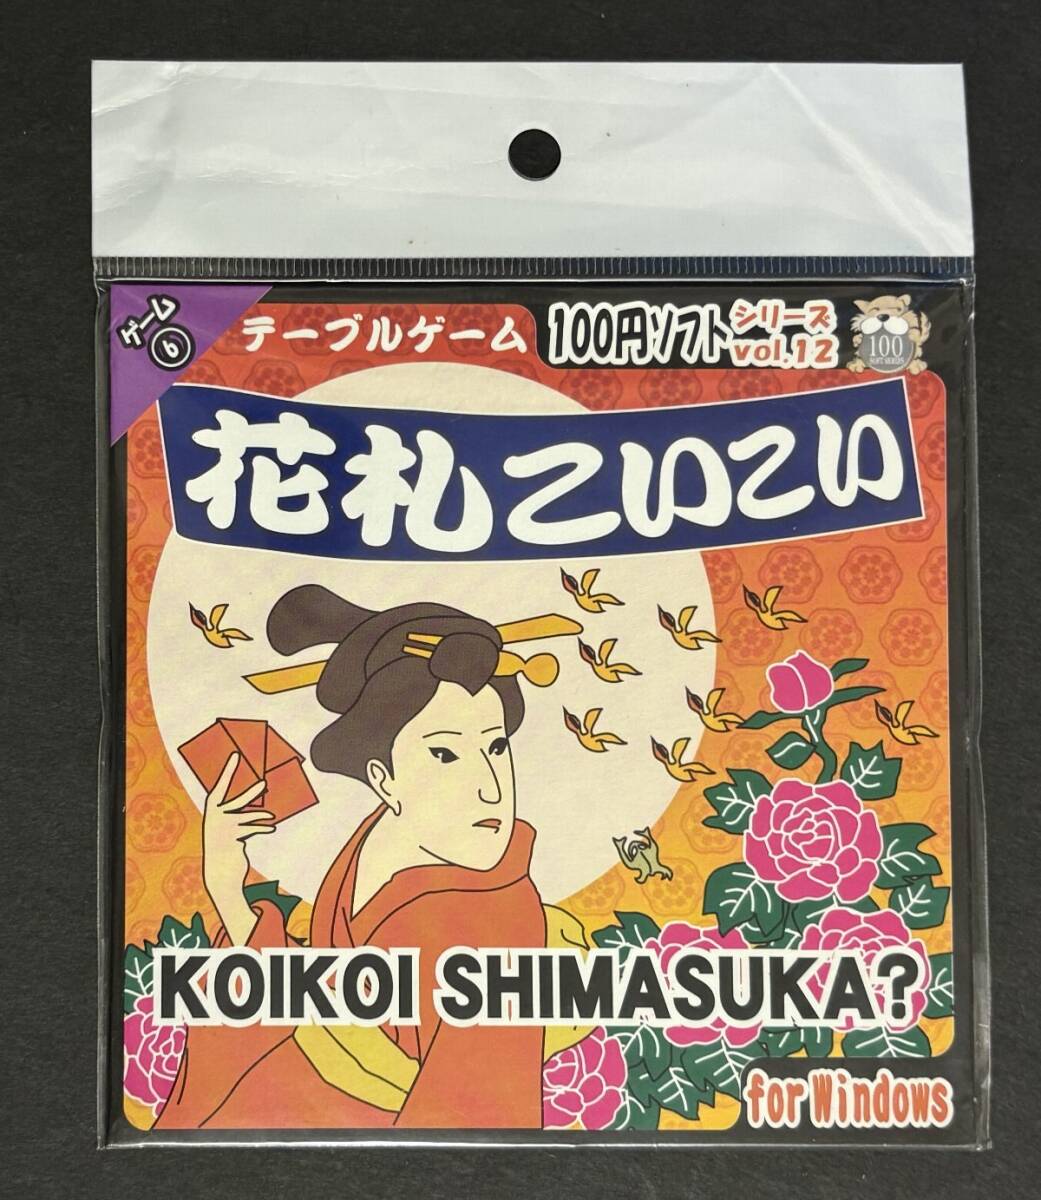 ゲーム
6
テーブルゲーム
100円ソフト
シリーズ
vol.12
100
SOFT SERIES
花札こいこい
KOIKOI SHIMASUKA?
for Windows